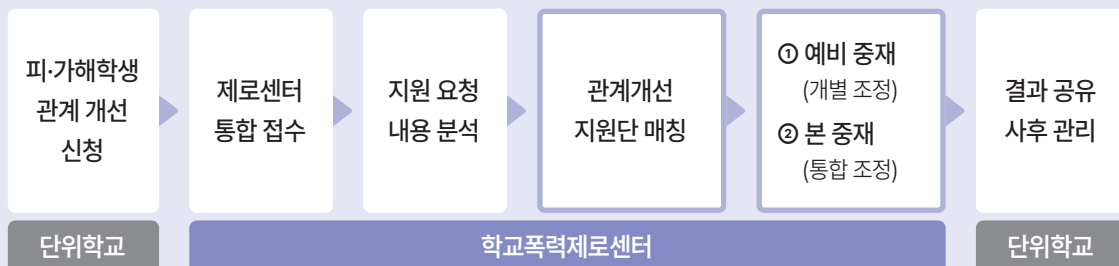 피·가해학생
관계 개선
신청
제로센터
통합 접수
지원 요청
내용 분석
관계개선
지원단 매칭
① 예비 중재
(개별 조정)
② 본 중재
(통합 조정)
결과 공유
사후 관리
단위학교
학교폭력제로센터
단위학교